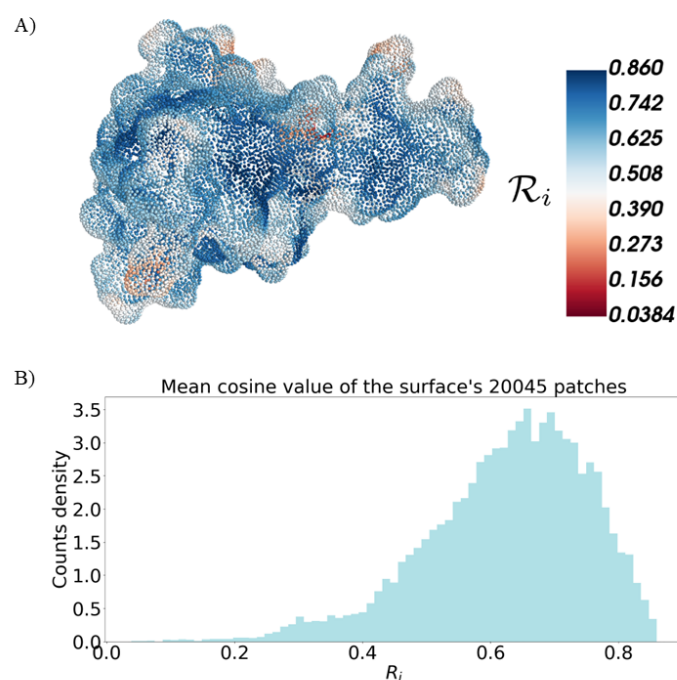 A)
0.860
0.742
0.625
0.508
0.390
0.273
0.156
0.0384
ℛᵢ
B)
Mean cosine value of the surface's 20045 patches
3.5
3.0
2.5
2.0
1.5
1.0
0.5
0.0
Counts density
0.0 0.2 0.4 0.6 0.8
Rᵢ